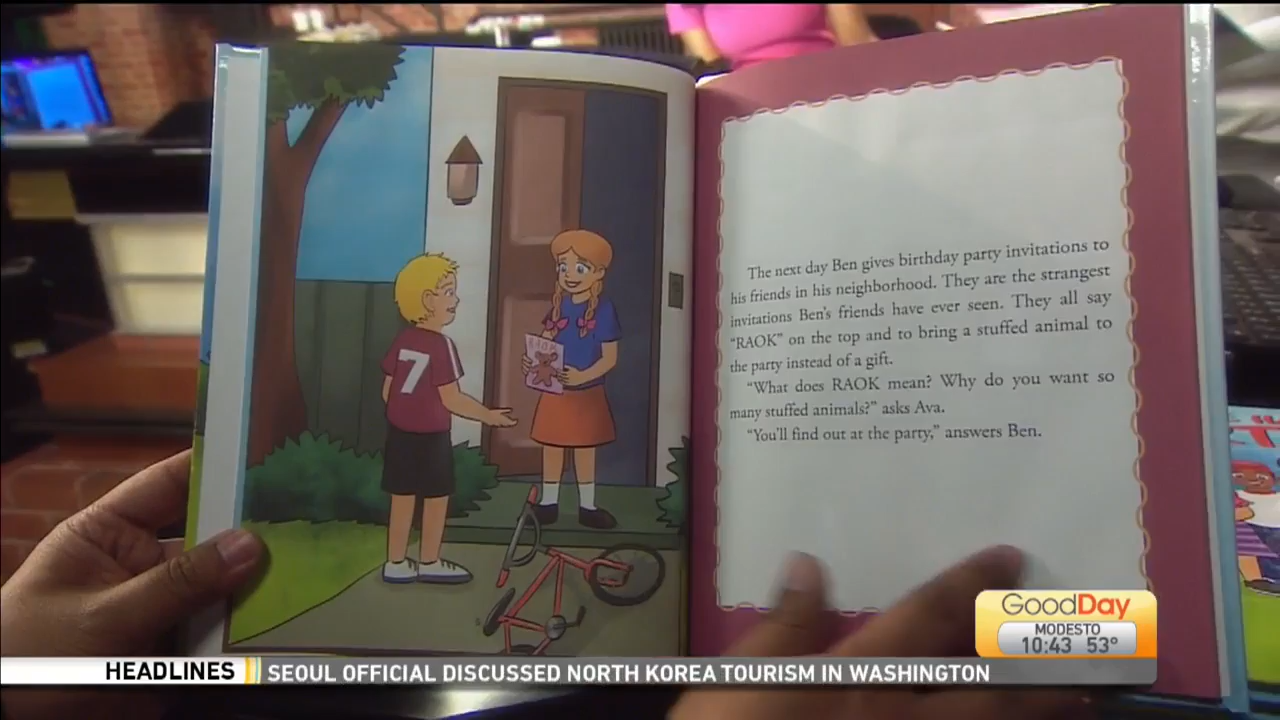 7
RAOK
The next day Ben gives birthday party invitations to
his friends in his neighborhood. They are the strangest
invitations Ben's friends have ever seen. They all say
"RAOK" on the top and to bring a stuffed animal to
the party instead of a gift.
"What does RAOK mean? Why do you want so
many stuffed animals?" asks Ava.
"You'll find out at the party," answers Ben.
GoodDay
MODESTO
10:43 53°
HEADLINES SEOUL OFFICIAL DISCUSSED NORTH KOREA TOURISM IN WASHINGTON